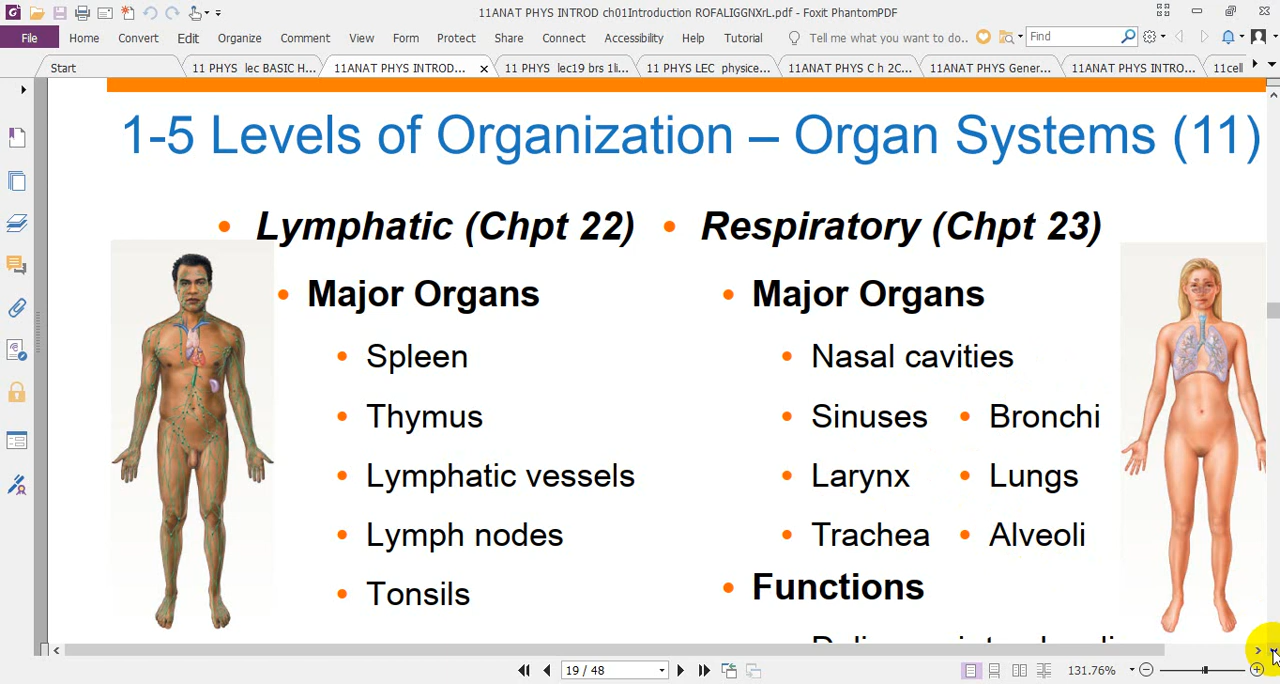 11ANAT PHYS INTROD ch01Introduction ROFALIGGNXrL.pdf - Foxit PhantomPDF
File Home Convert Edit Organize Comment View Form Protect Share Connect Accessibility Help Tutorial Tell me what you want to do.. Find
Start 11 PHYS lec BASIC H... 11ANAT PHYS INTROD... 11 PHYS lec19 brs 1li... 11 PHYS LEC physice... 11ANAT PHYS C h 2C... 11ANAT PHYS Gener... 11ANAT PHYS INTRO... 11cell
1-5 Levels of Organization – Organ Systems (11)
• Lymphatic (Chpt 22)
• Major Organs
• Spleen
• Thymus
• Lymphatic vessels
• Lymph nodes
• Tonsils
• Respiratory (Chpt 23)
• Major Organs
• Nasal cavities
• Sinuses • Bronchi
• Larynx • Lungs
• Trachea • Alveoli
• Functions
19 / 48 131.76%